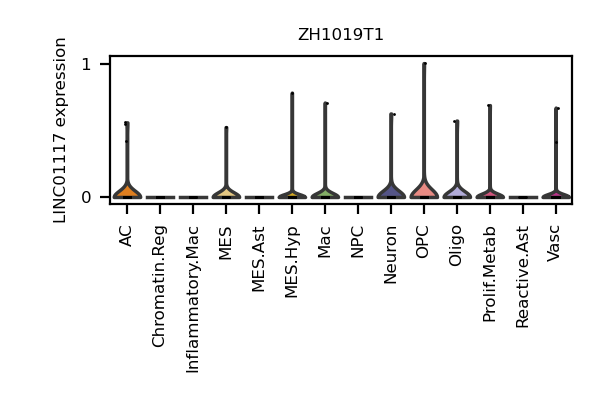 ZH1019T1
LINC01117 expression
1
0
AC
Chromatin.Reg
Inflammatory.Mac
MES
MES.Ast
MES.Hyp
Mac
NPC
Neuron
OPC
Oligo
Prolif.Metab
Reactive.Ast
Vasc